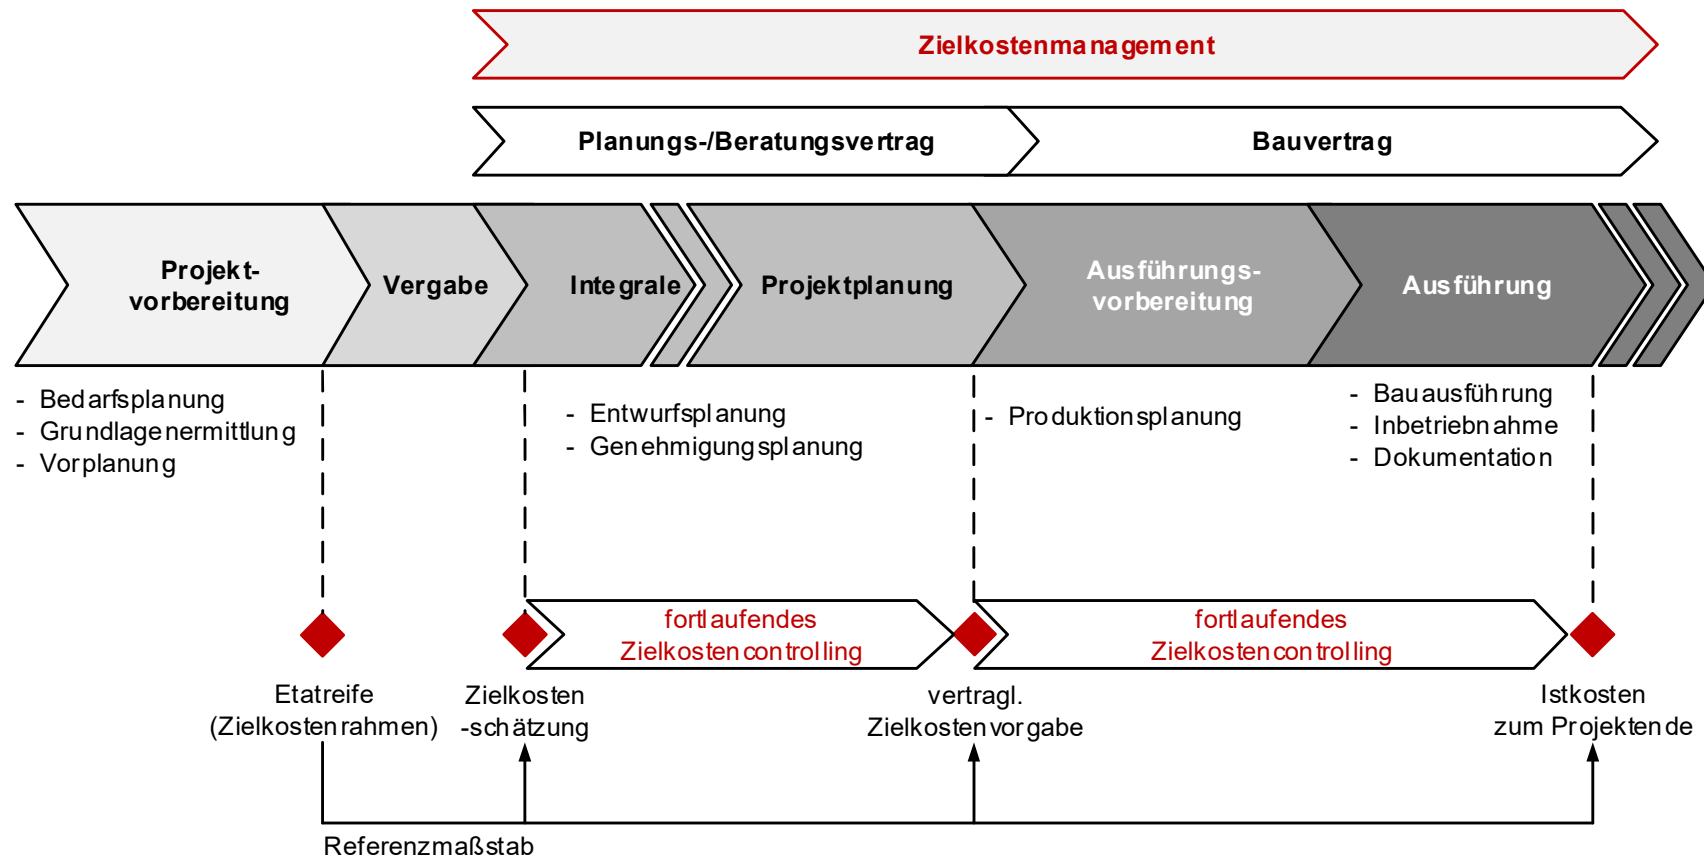 Zielkostenmanagement
Planungs-/Beratungsvertrag
Bauvertrag
Projekt-
vorbereitung
Vergabe
Integrale
Projektplanung
Ausführungs-
vorbereitung
Ausführung
- Bedarfsplanung
- Grundlagenermittlung
- Vorplanung
- Entwurfsplanung
- Genehmigungsplanung
- Produktionsplanung
- Bauausführung
- Inbetriebnahme
- Dokumentation
fortlaufendes
Zielkostencontrolling
fortlaufendes
Zielkostencontrolling
Etatreife
(Zielkostenrahmen)
Zielkosten
-schätzung
vertragl.
Zielkostenvorgabe
Istkosten
zum Projektende
Referenzmaßstab